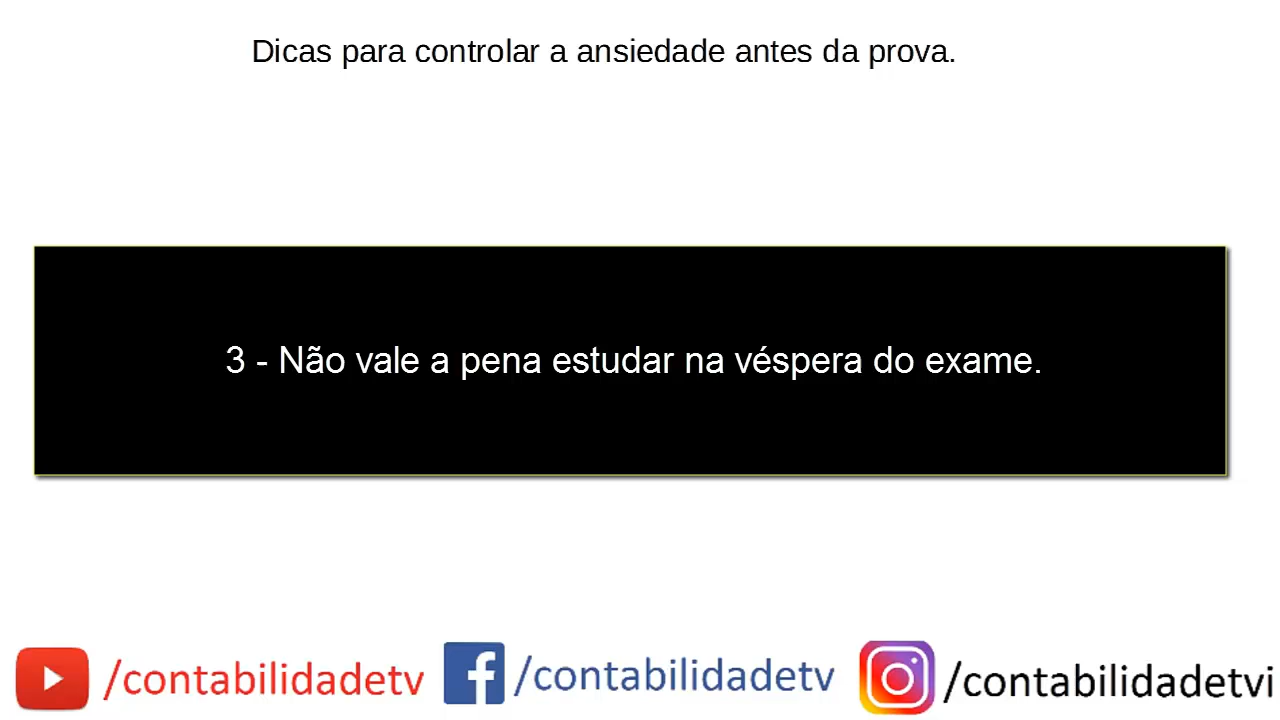 Dicas para controlar a ansiedade antes da prova.
3 - Não vale a pena estudar na véspera do exame.
/contabilidadetv /contabilidadetv /contabilidadetvi